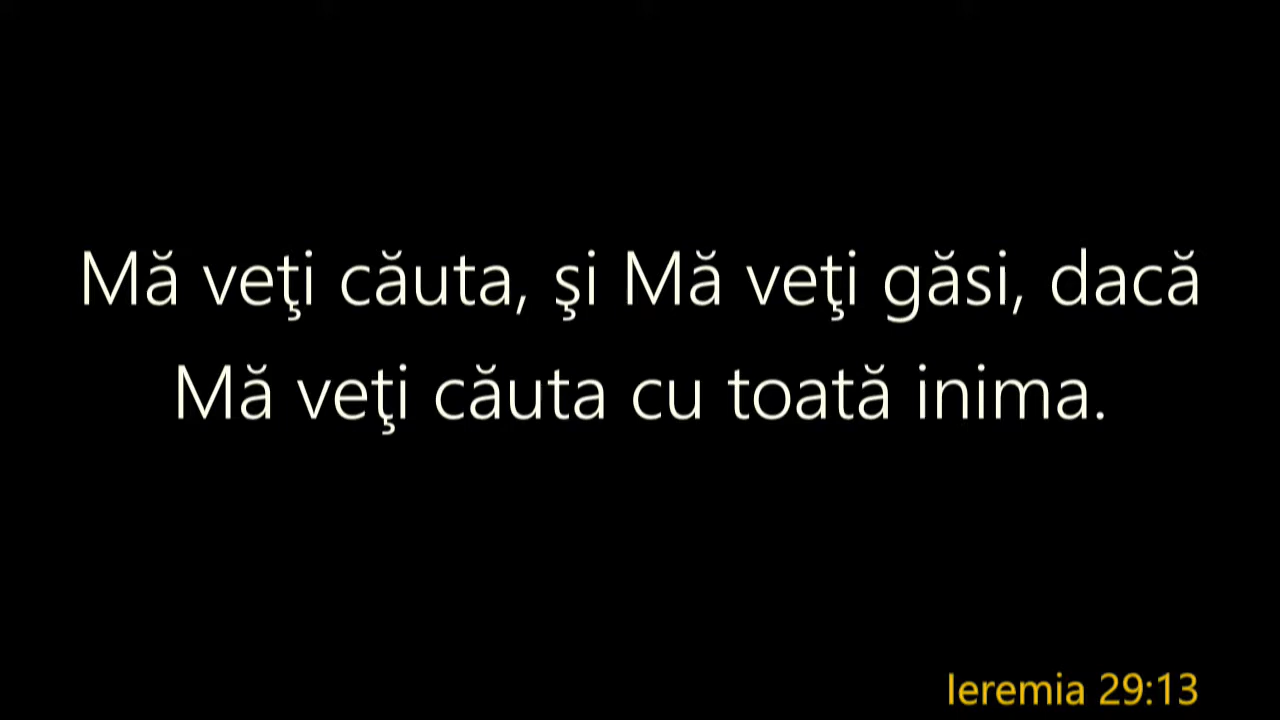 Mă veţi căuta, şi Mă veţi găsi, dacă
Mă veţi căuta cu toată inima.
Ieremia 29:13